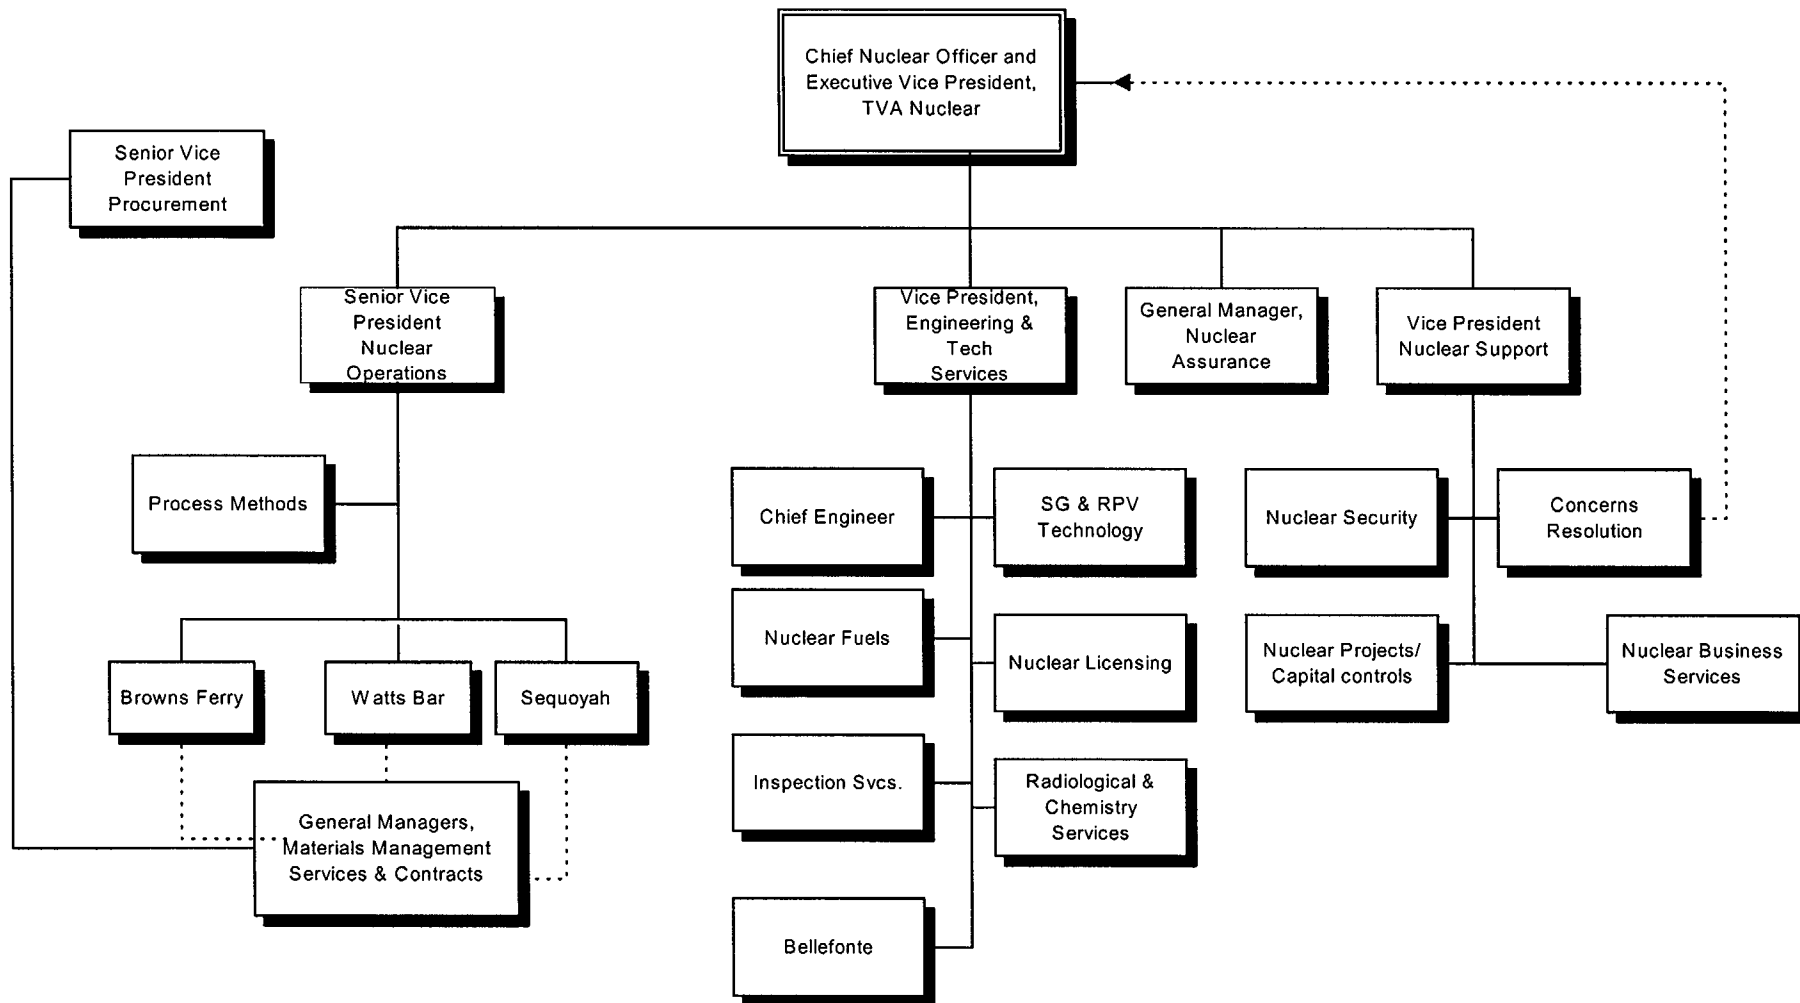 Chief Nuclear Officer and
Executive Vice President,
TVA Nuclear
Senior Vice
President
Procurement
Senior Vice
President
Nuclear
Operations
Vice President,
Engineering &
Tech
Services
General Manager,
Nuclear
Assurance
Vice President
Nuclear Support
Process Methods
Chief Engineer
SG & RPV
Technology
Nuclear Security
Concerns
Resolution
Nuclear Fuels
Nuclear Licensing
Nuclear Projects/
Capital controls
Nuclear Business
Services
Browns Ferry
Watts Bar
Sequoyah
Inspection Svcs.
Radiological &
Chemistry
Services
General Managers,
Materials Management
Services & Contracts
Bellefonte